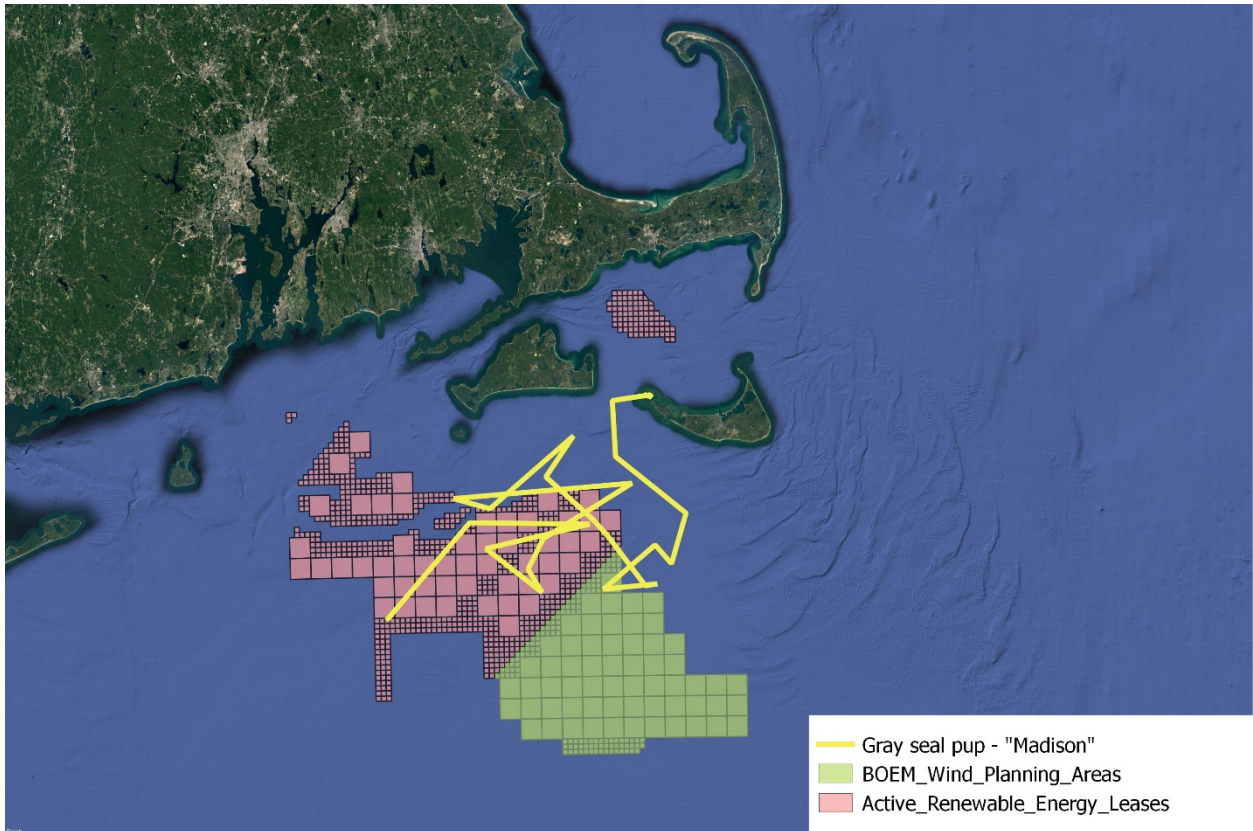 Gray seal pup - "Madison"
BOEM_Wind_Planning_Areas
Active_Renewable_Energy_Leases